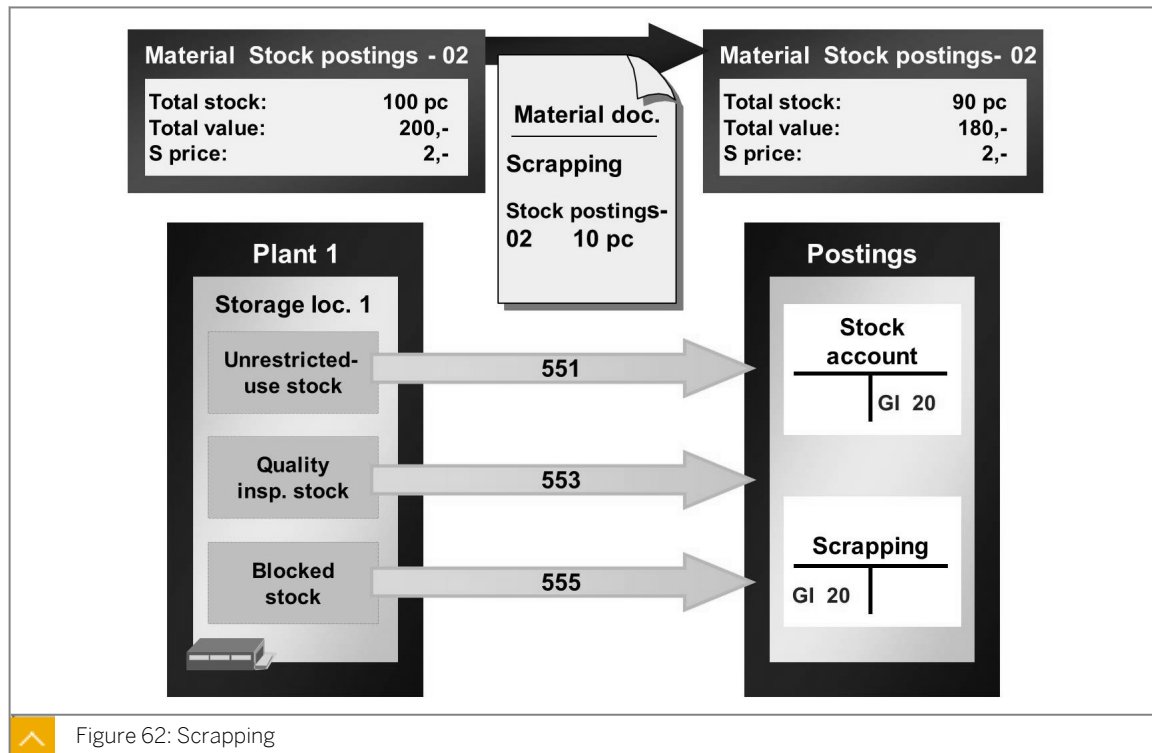 Material Stock postings - 02
Total stock: 100 pc
Total value: 200,-
S price: 2,-
Material doc.
Scrapping
Stock postings-
02 10 pc
Material Stock postings- 02
Total stock: 90 pc
Total value: 180,-
S price: 2,-
Plant 1
Storage loc. 1
Unrestricted-
use stock
Quality
insp. stock
Blocked
stock
551
553
555
Postings
Stock
account
GI 20
Scrapping
GI 20
Figure 62: Scrapping